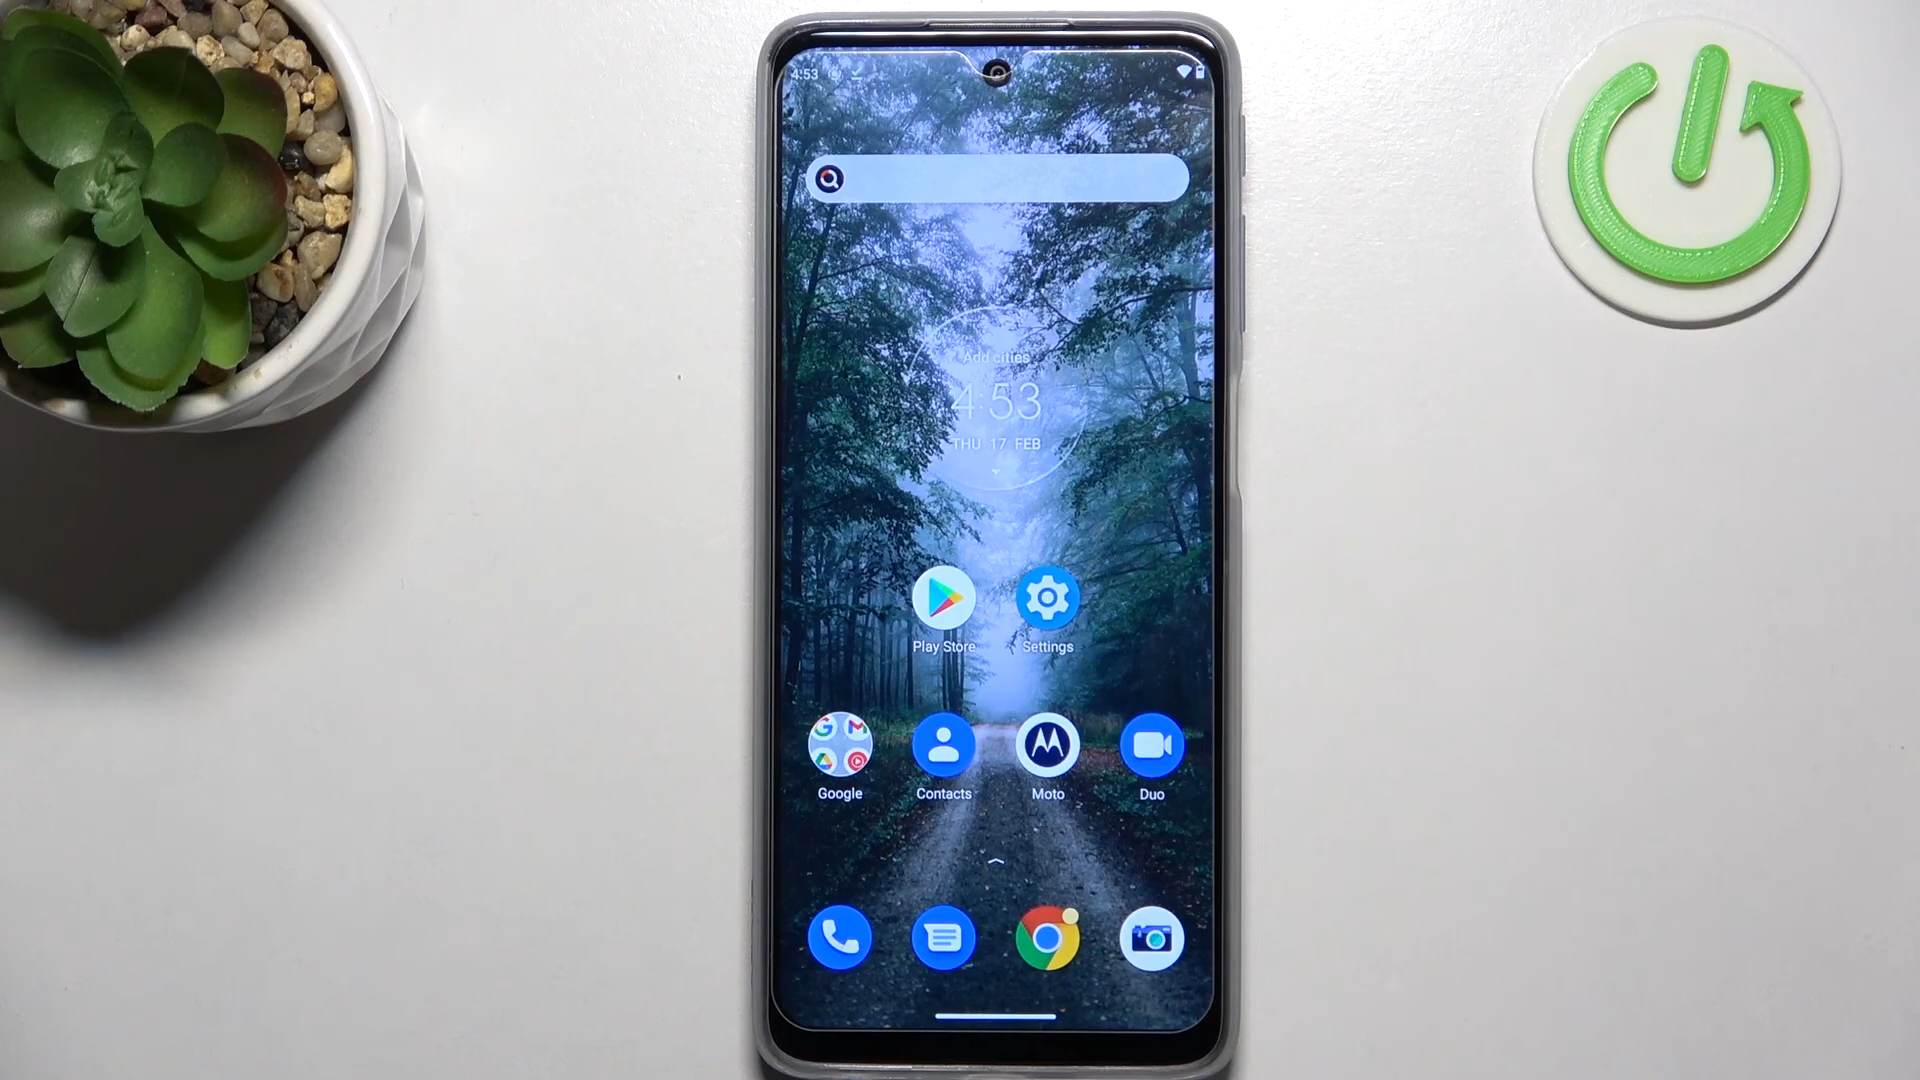 4:53
Add cities
4:53
THU 17 FEB
Play Store
Settings
Google
Contacts
Moto
Duo